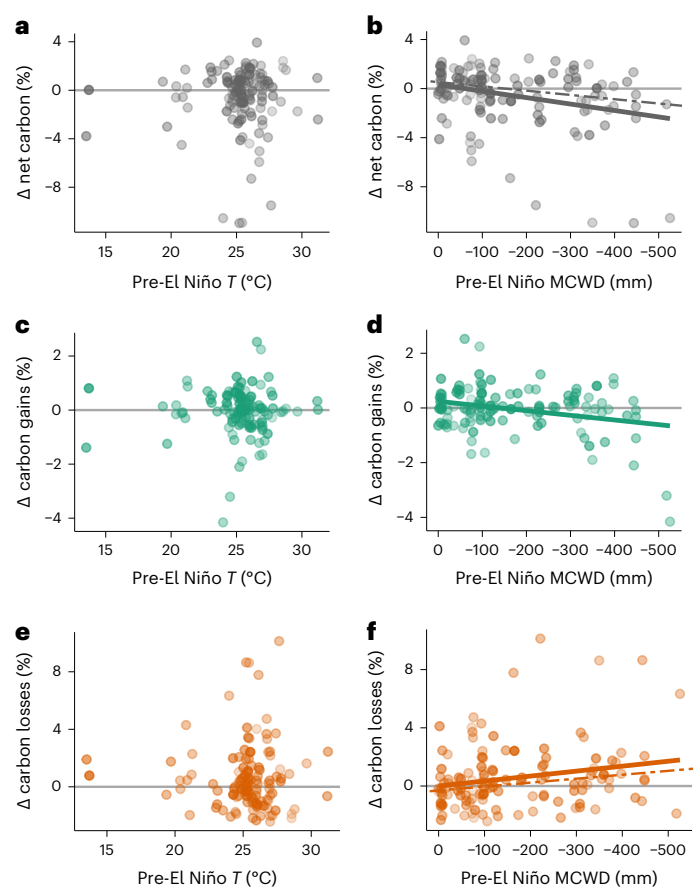 a
4
0
−4
−8
Δ net carbon (%)
15 20 25 30
Pre-El Niño T (°C)
b
4
0
−4
−8
Δ net carbon (%)
0 −100 −200 −300 −400 −500
Pre-El Niño MCWD (mm)
c
2
0
−2
−4
Δ carbon gains (%)
15 20 25 30
Pre-El Niño T (°C)
d
2
0
−2
−4
Δ carbon gains (%)
0 −100 −200 −300 −400 −500
Pre-El Niño MCWD (mm)
e
8
4
0
Δ carbon losses (%)
15 20 25 30
Pre-El Niño T (°C)
f
8
4
0
Δ carbon losses (%)
0 −100 −200 −300 −400 −500
Pre-El Niño MCWD (mm)